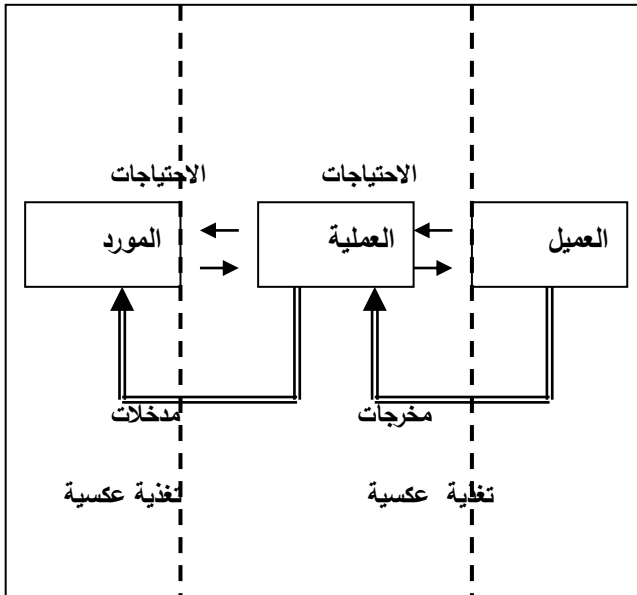 الاحتياجات
الاحتياجات
العميل
العملية
المورد
مخرجات
مدخلات
تغذية عكسية
تغذية عكسية